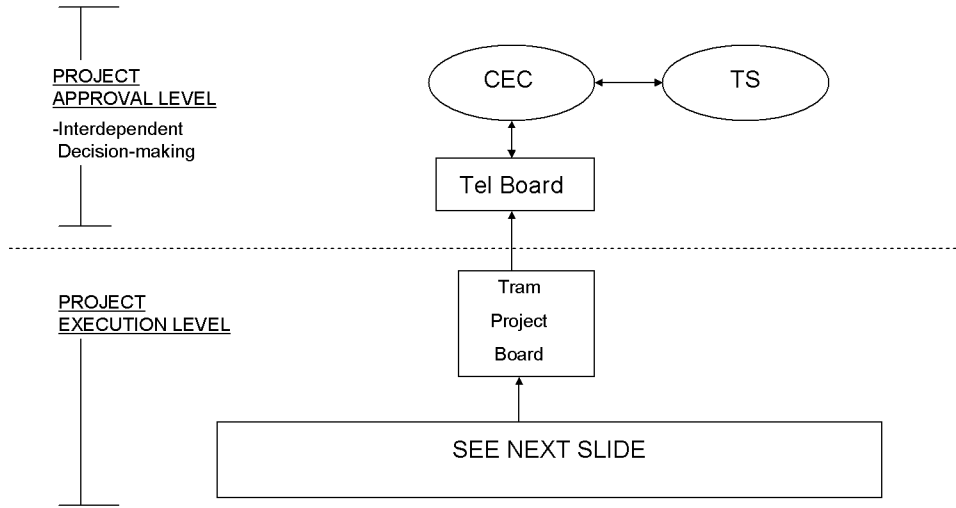 PROJECT
APPROVAL LEVEL
-Interdependent
Decision-making
CEC
TS
Tel Board
PROJECT
EXECUTION LEVEL
Tram
Project
Board
SEE NEXT SLIDE